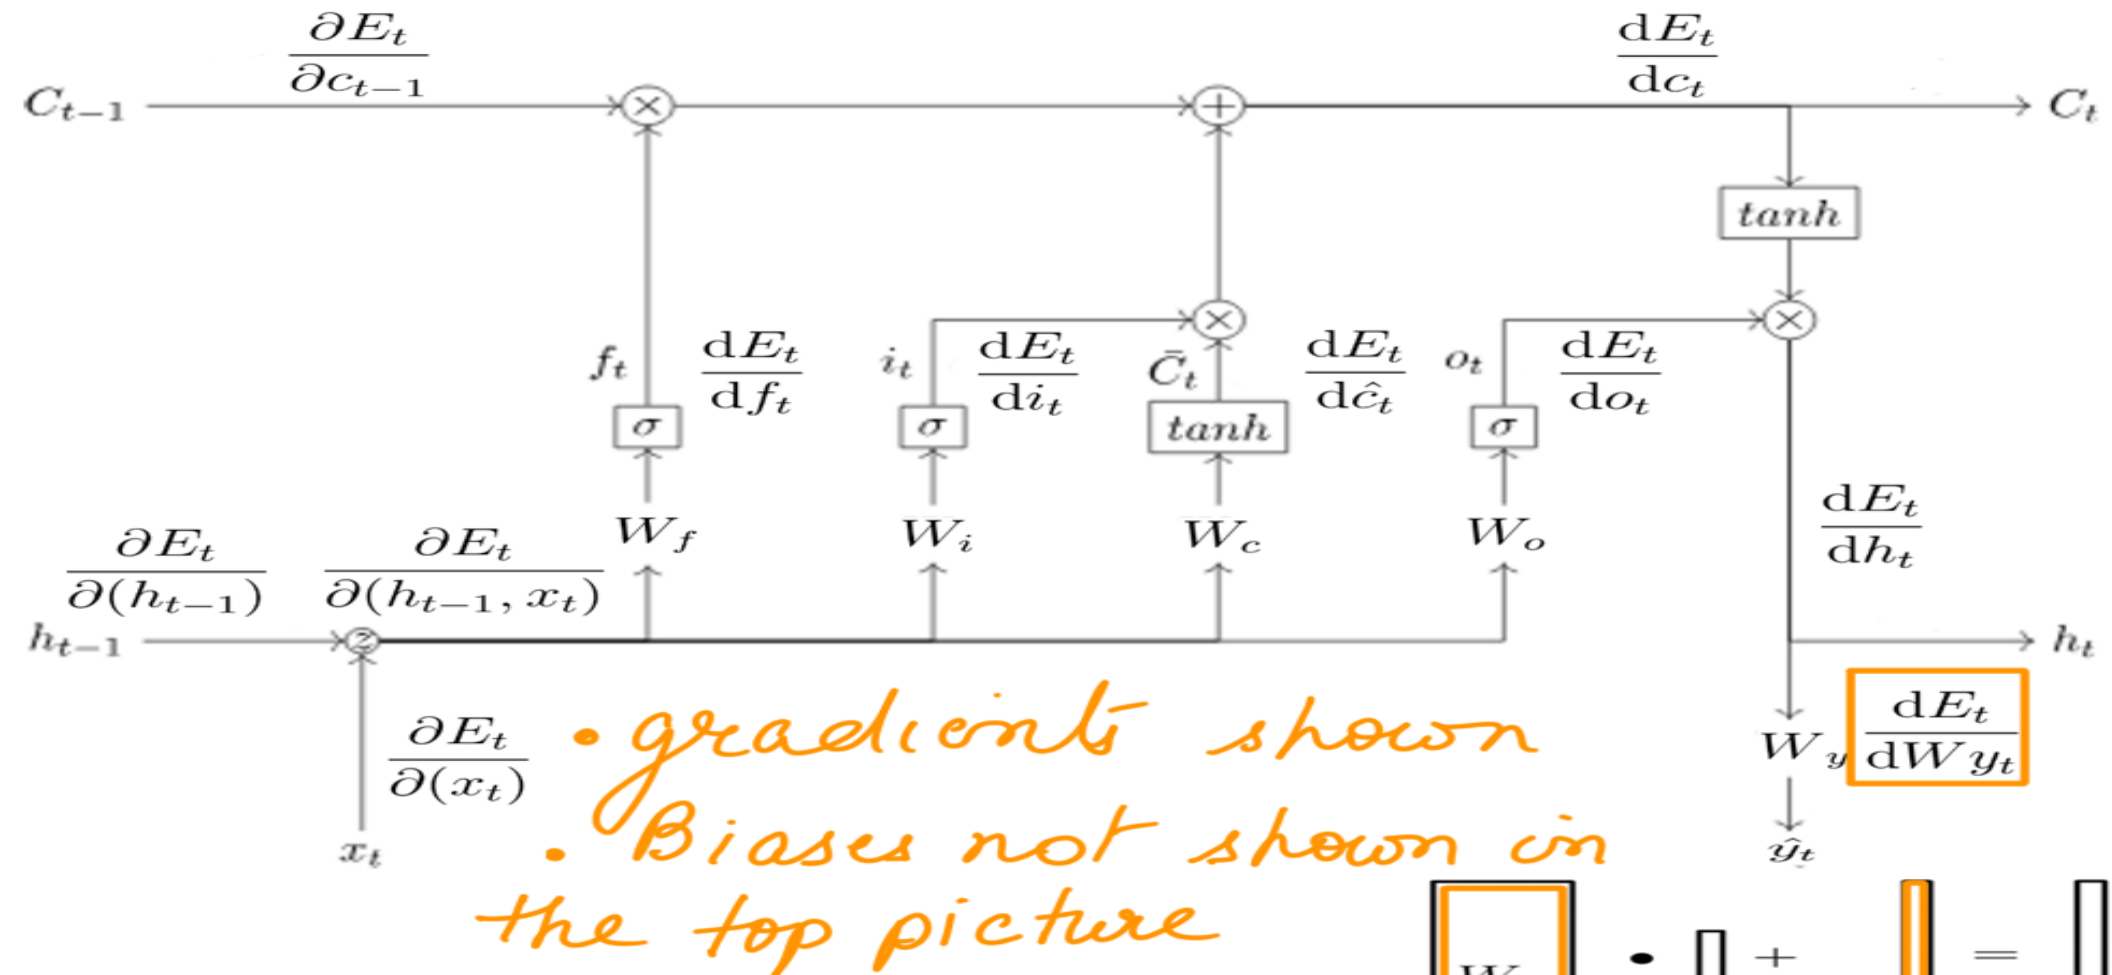 ∂E_t/∂c_{t−1}
dE_t/dc_t
C_{t−1} × + C_t
tanh
× ×
f_t dE_t/df_t i_t dE_t/di_t C̄_t dE_t/dĉ_t o_t dE_t/do_t
σ σ tanh σ
W_f W_i W_c W_o
dE_t/dh_t
∂E_t/∂(h_{t−1}) ∂E_t/∂(h_{t−1}, x_t)
h_{t−1} z h_t
∂E_t/∂(x_t)
• gradients shown
W_y dE_t/dWy_t
• Biases not shown in
x_t ŷ_t
the top picture
W • + =